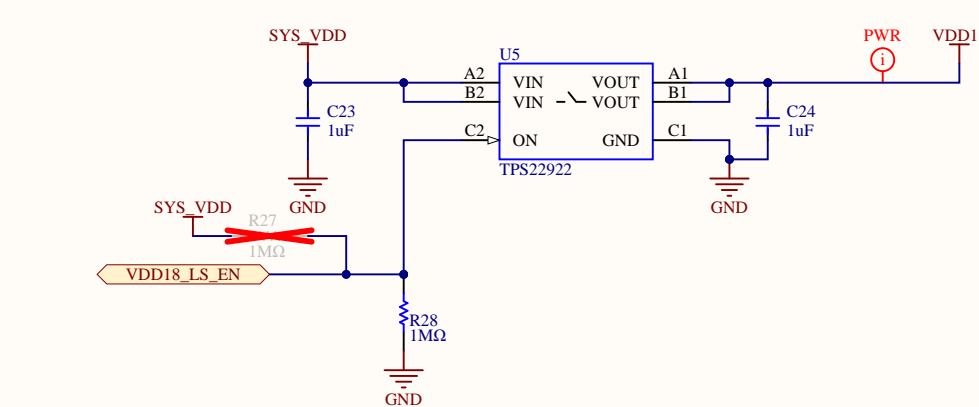 SYS_VDD
PWR
VDD1
i
U5
A2
VIN
VOUT
A1
B2
VIN
VOUT
B1
C23
1uF
C24
1uF
C2
ON
GND
C1
TPS22922
GND
GND
SYS_VDD
R27
1MΩ
VDD18_LS_EN
R28
1MΩ
GND